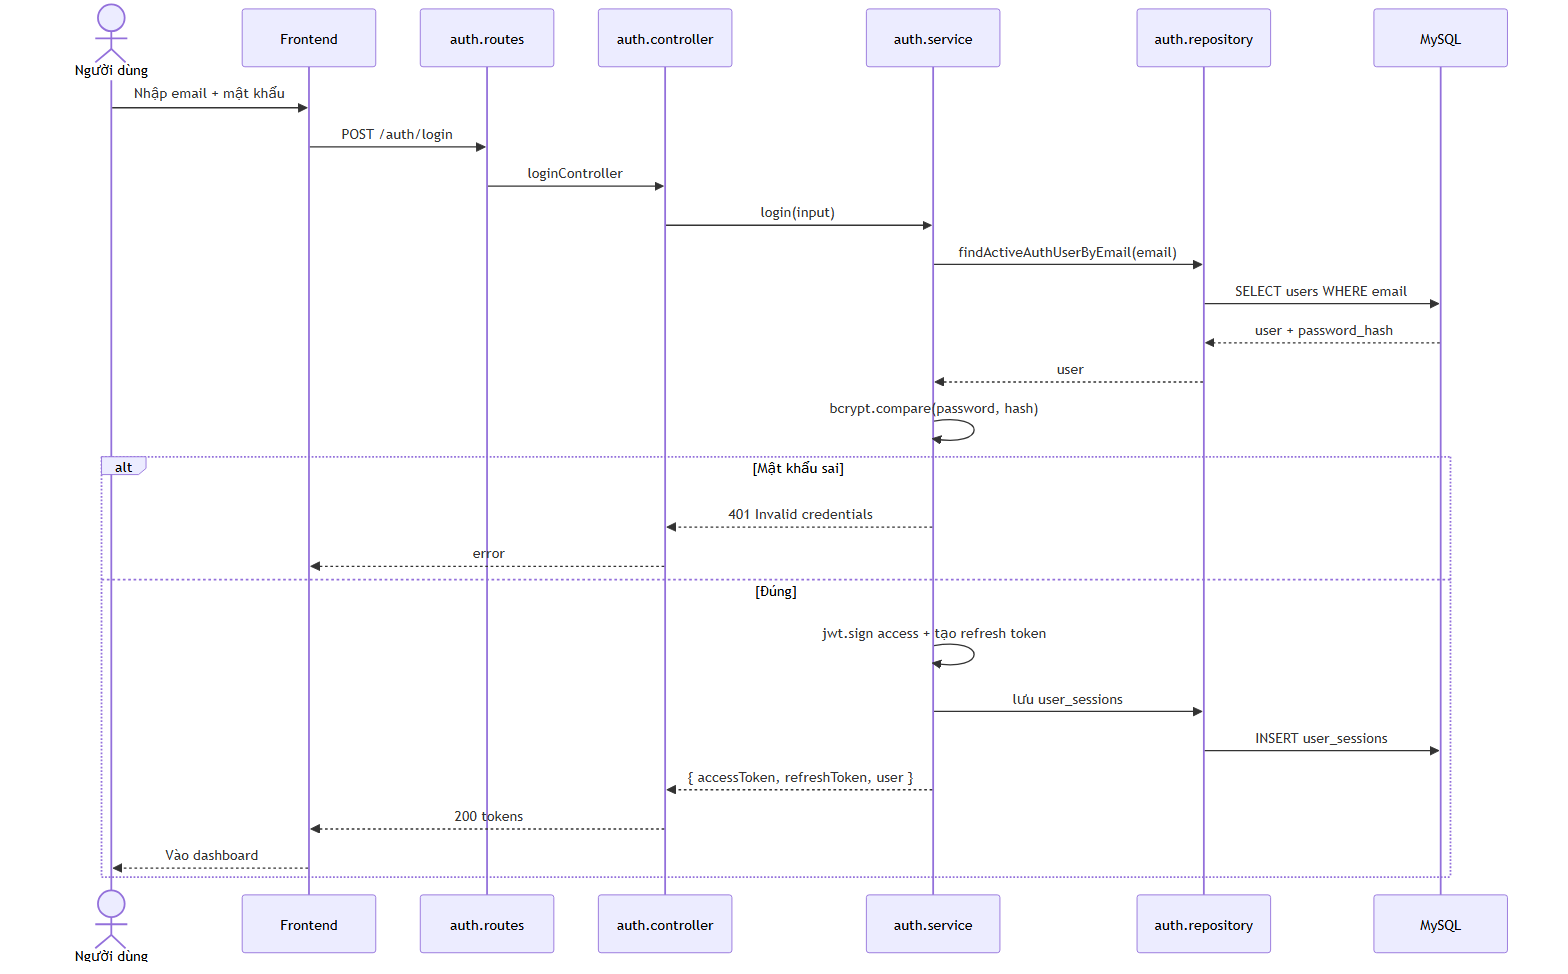 Người dùng
Frontend
auth.routes
auth.controller
auth.service
auth.repository
MySQL
Nhập email + mật khẩu
POST /auth/login
loginController
login(input)
findActiveAuthUserByEmail(email)
SELECT users WHERE email
user + password_hash
user
bcrypt.compare(password, hash)
alt
[Mật khẩu sai]
401 Invalid credentials
error
[Đúng]
jwt.sign access + tạo refresh token
lưu user_sessions
INSERT user_sessions
{ accessToken, refreshToken, user }
200 tokens
Vào dashboard
Người dùng
Frontend
auth.routes
auth.controller
auth.service
auth.repository
MySQL